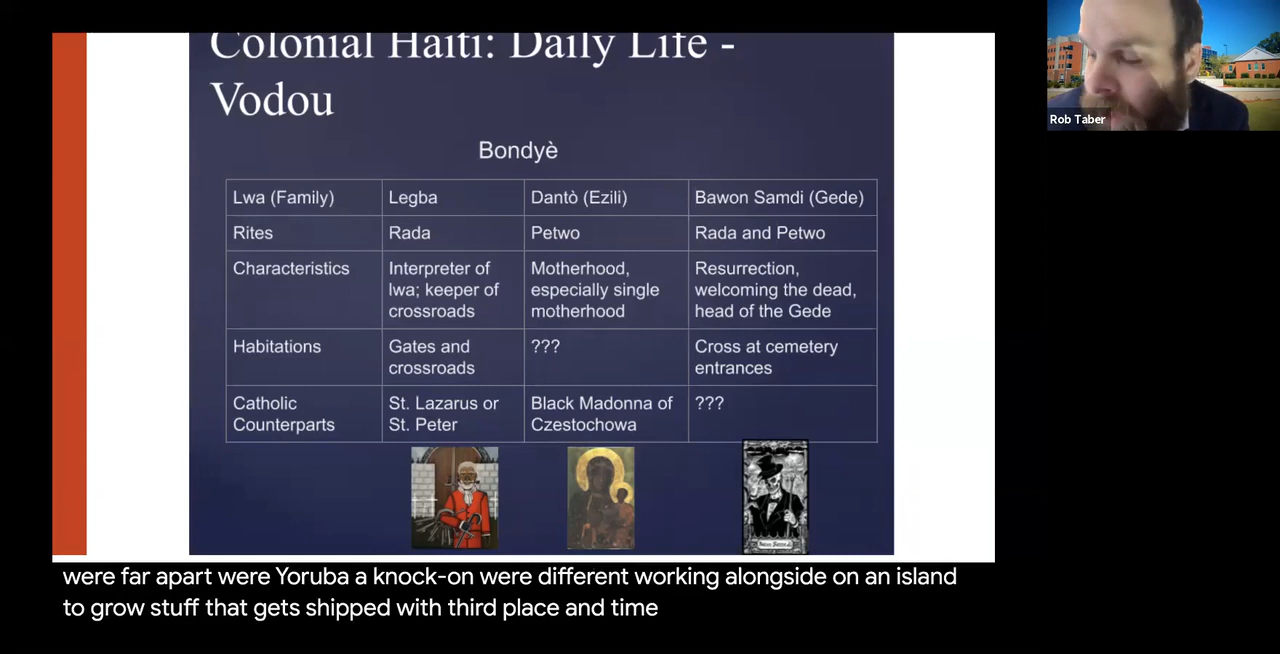 Colonial Haiti: Daily Life -
Vodou
Bondyè
Lwa (Family) Legba Dantò (Ezili) Bawon Samdi (Gede)
Rites Rada Petwo Rada and Petwo
Characteristics Interpreter of lwa; keeper of crossroads Motherhood, especially single motherhood Resurrection, welcoming the dead, head of the Gede
Habitations Gates and crossroads ??? Cross at cemetery entrances
Catholic Counterparts St. Lazarus or St. Peter Black Madonna of Czestochowa ???
Rob Taber
were far apart were Yoruba a knock-on were different working alongside on an island
to grow stuff that gets shipped with third place and time